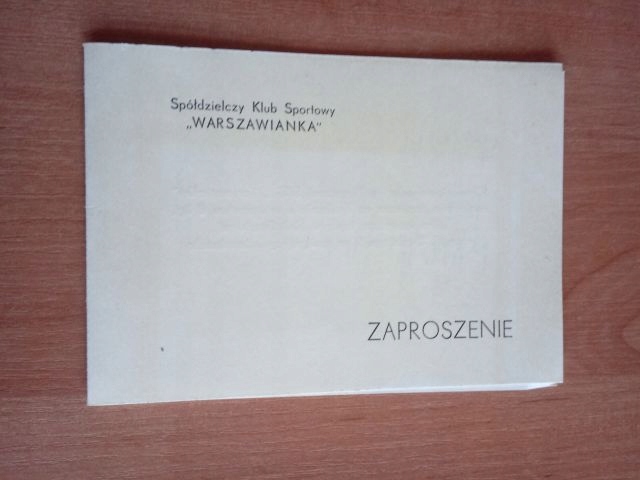 Spółdzielczy Klub Sportowy
„WARSZAWIANKA"
ZAPROSZENIE